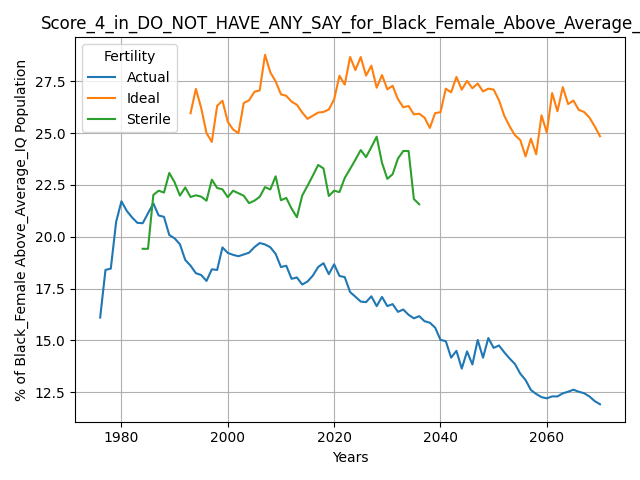 Score_4_in_DO_NOT_HAVE_ANY_SAY_for_Black_Female_Above_Average_
Fertility
Actual
Ideal
Sterile
% of Black_Female Above_Average_IQ Population
27.5
25.0
22.5
20.0
17.5
15.0
12.5
1980
2000
2020
2040
2060
Years